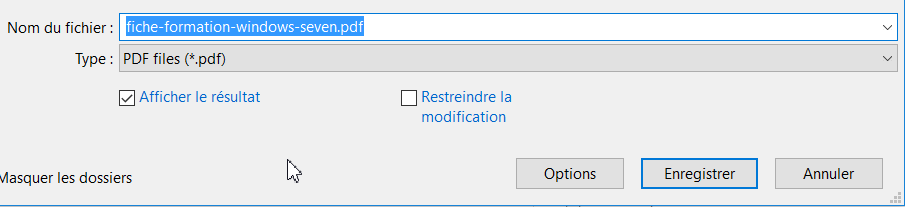 Nom du fichier : fiche-formation-windows-seven.pdf
Type : PDF files (*.pdf)
Afficher le résultat
Restreindre la
modification
Masquer les dossiers
Options
Enregistrer
Annuler